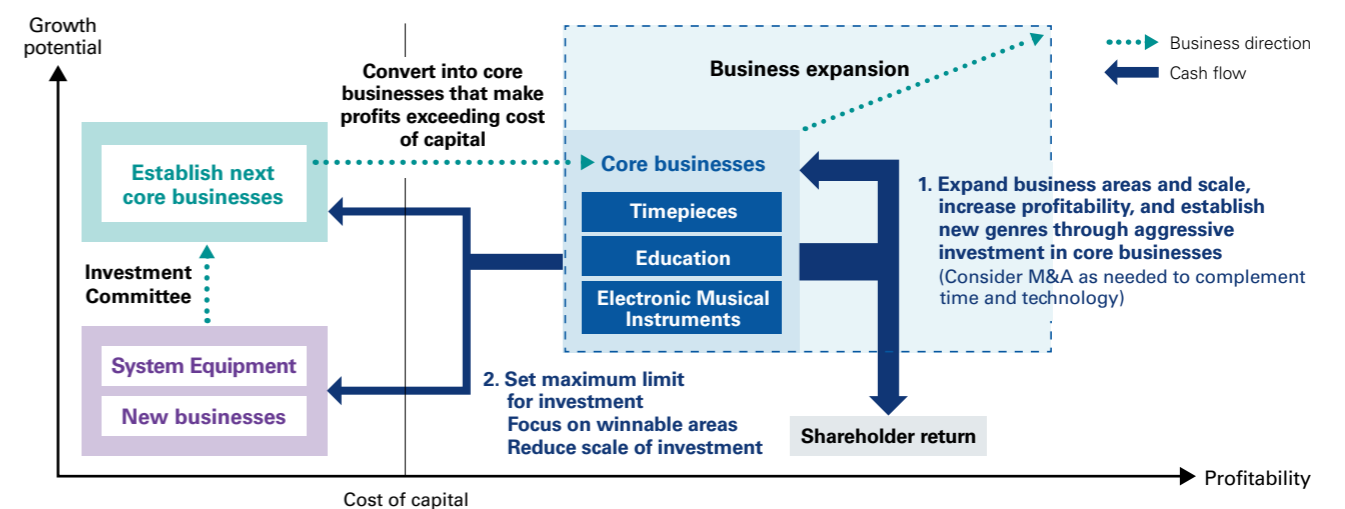 Growth
potential
Convert into core
businesses that make
profits exceeding cost
of capital
Business expansion
Business direction
Cash flow
Establish next
core businesses
Core businesses
Timepieces
Education
Electronic Musical
Instruments
1. Expand business areas and scale,
increase profitability, and establish
new genres through aggressive
investment in core businesses
(Consider M&A as needed to complement
time and technology)
Investment
Committee
System Equipment
New businesses
2. Set maximum limit
for investment
Focus on winnable areas
Reduce scale of investment
Shareholder return
Profitability
Cost of capital